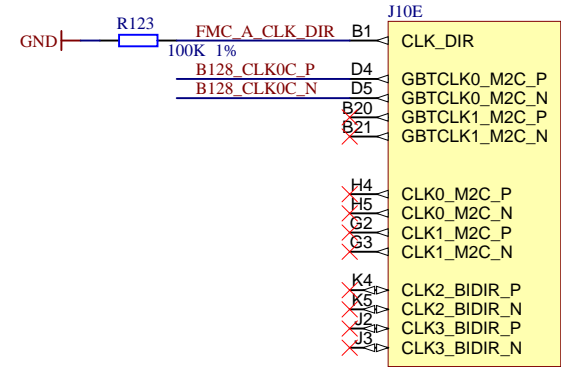 J10E
R123
GND
100K 1%
FMC_A_CLK_DIR B1 CLK_DIR
B128_CLK0C_P D4 GBTCLK0_M2C_P
B128_CLK0C_N D5 GBTCLK0_M2C_N
B20 GBTCLK1_M2C_P
B21 GBTCLK1_M2C_N
H4 CLK0_M2C_P
H5 CLK0_M2C_N
G2 CLK1_M2C_P
G3 CLK1_M2C_N
K4 CLK2_BIDIR_P
K5 CLK2_BIDIR_N
J2 CLK3_BIDIR_P
J3 CLK3_BIDIR_N